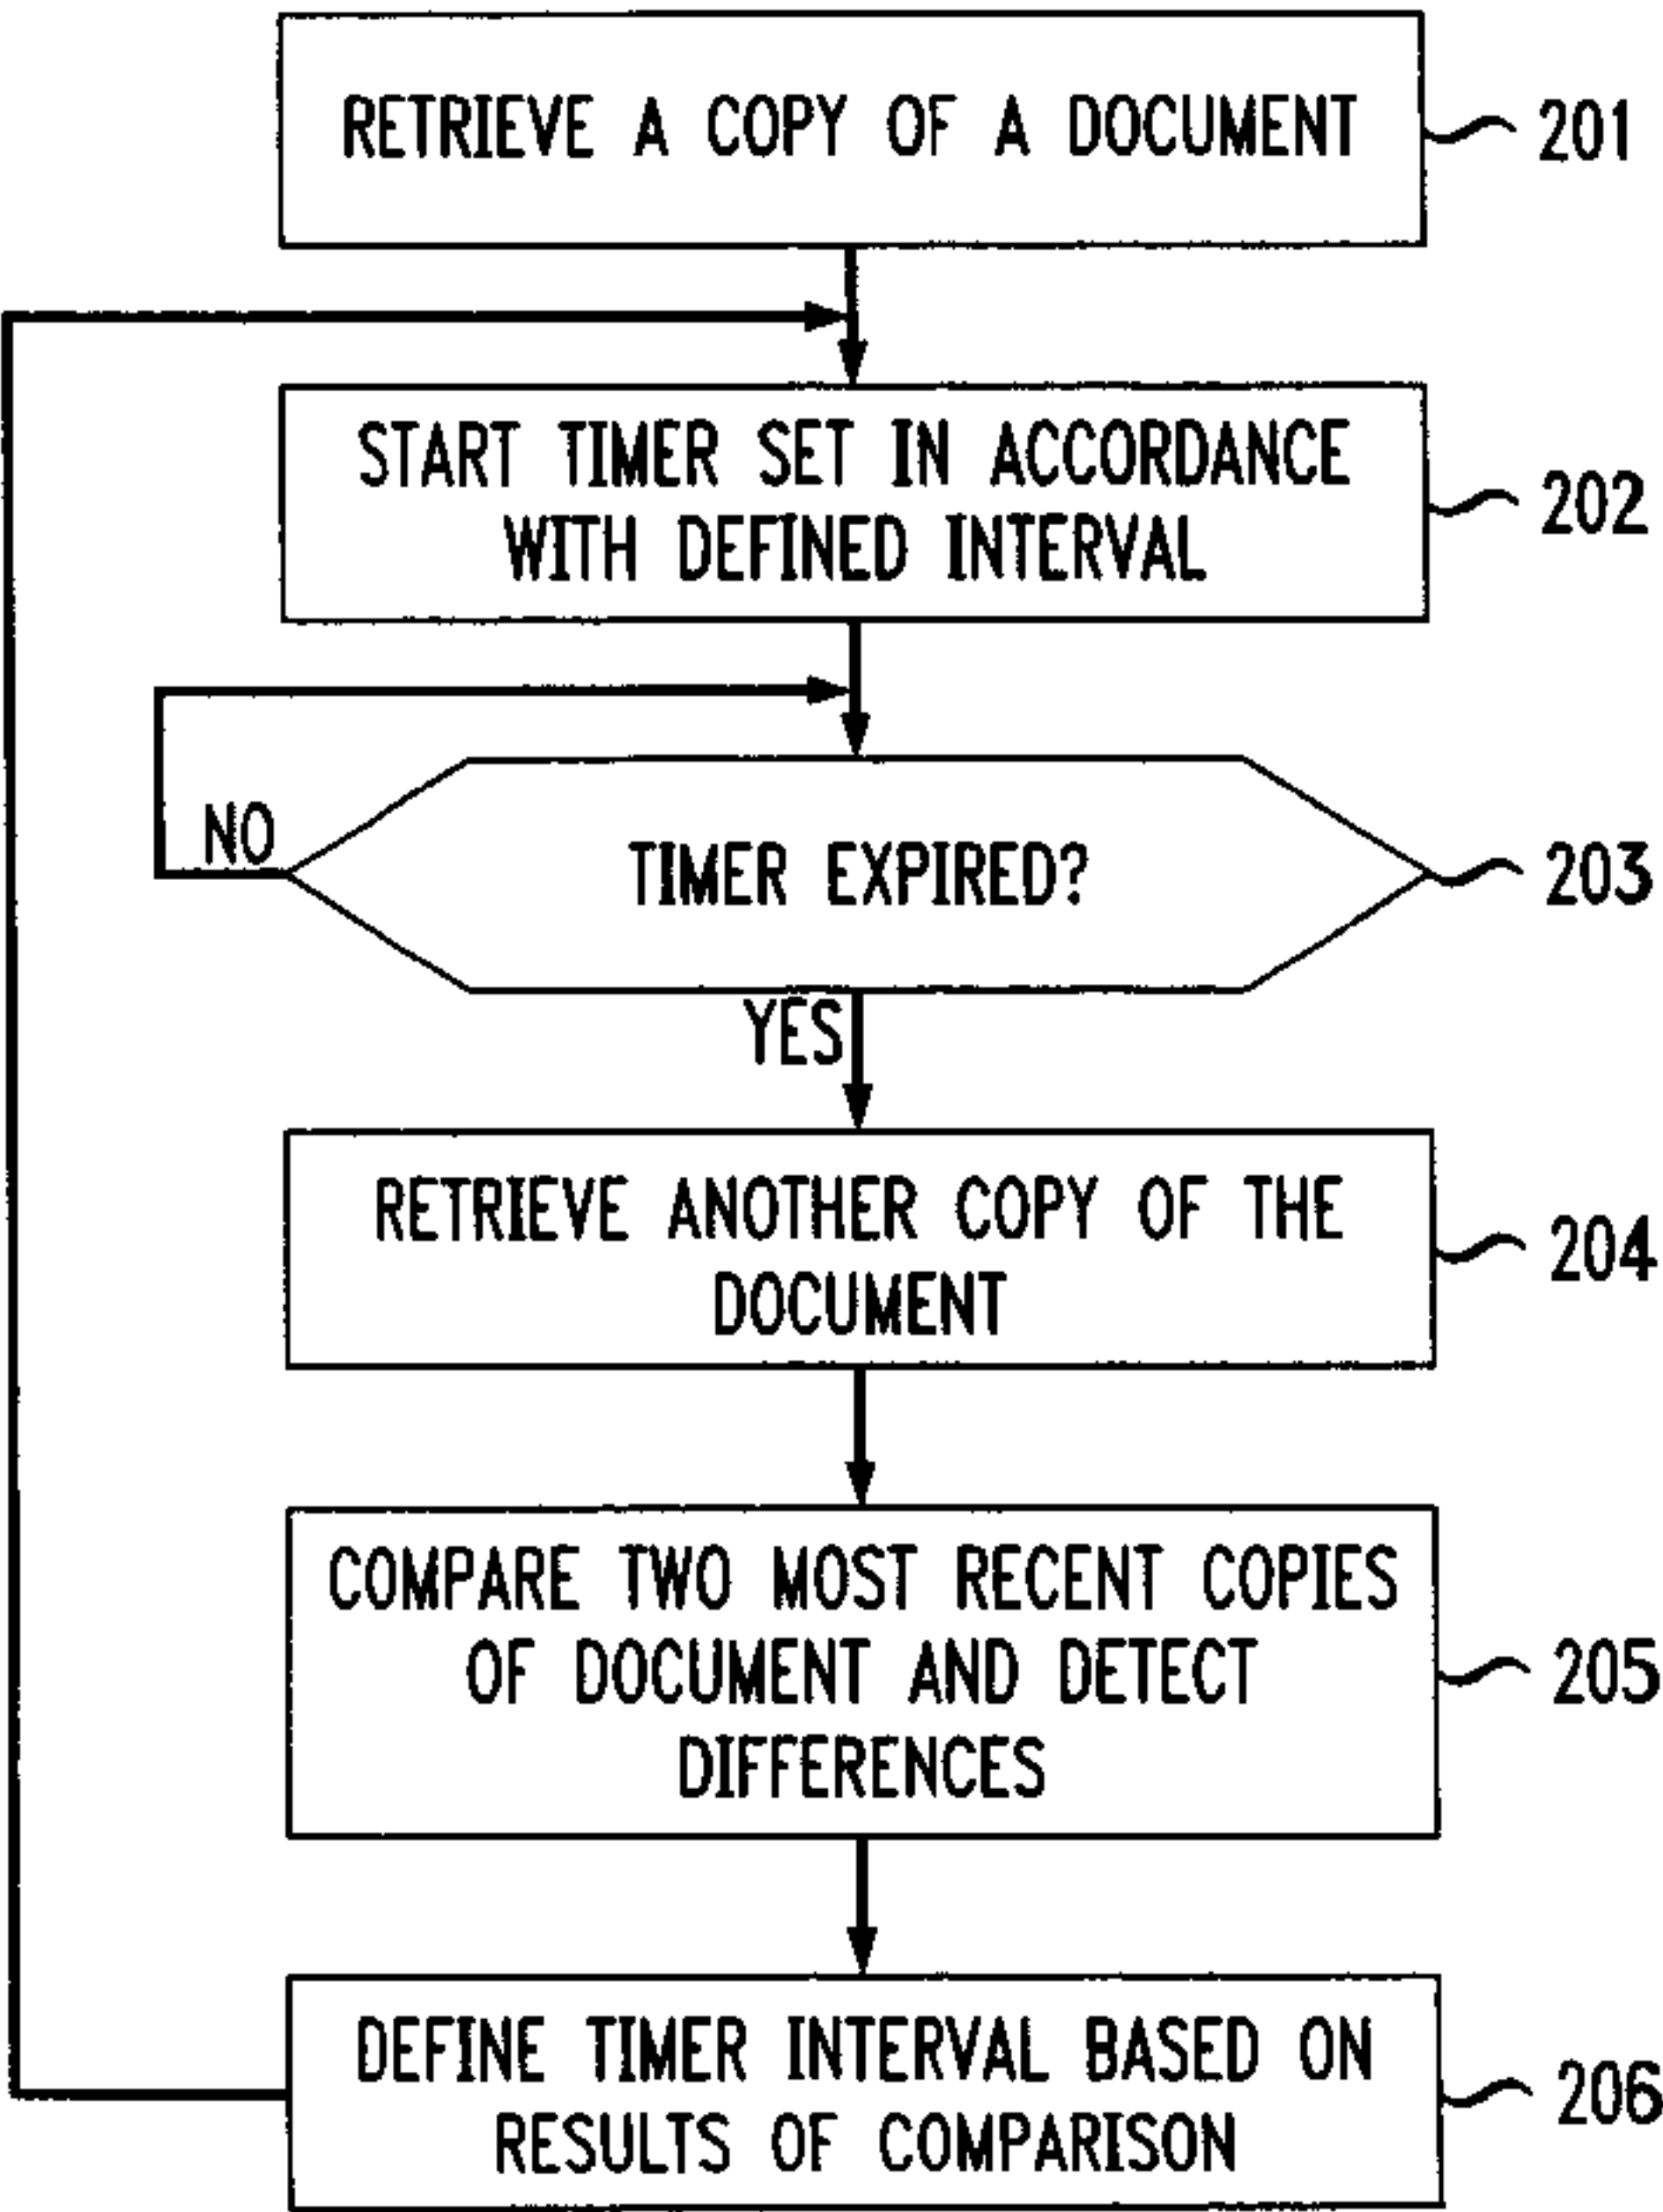 RETRIEVE A COPY OF A DOCUMENT
201
START TIMER SET IN ACCORDANCE
WITH DEFINED INTERVAL
202
NO
TIMER EXPIRED?
203
YES
RETRIEVE ANOTHER COPY OF THE
DOCUMENT
204
COMPARE TWO MOST RECENT COPIES
OF DOCUMENT AND DETECT
DIFFERENCES
205
DEFINE TIMER INTERVAL BASED ON
RESULTS OF COMPARISON
206